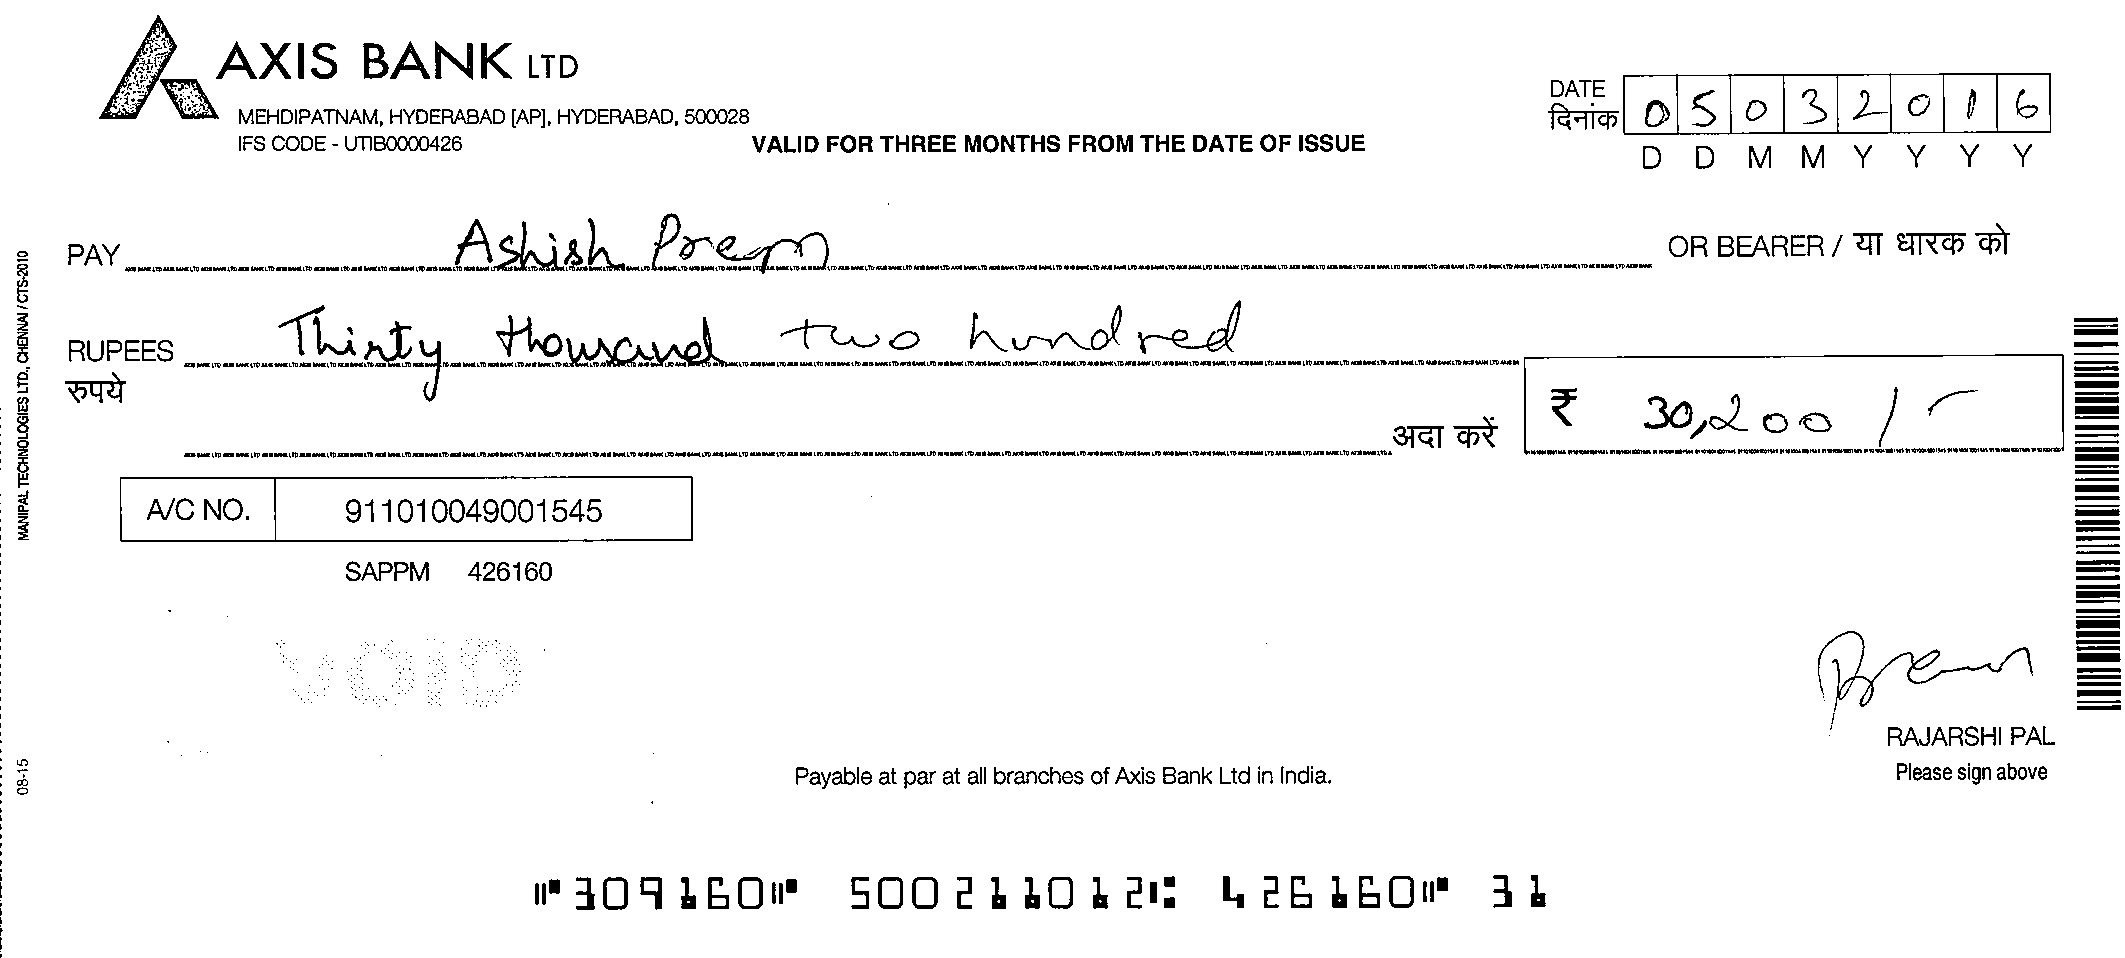 AXIS BANK LTD
MEHDIPATNAM, HYDERABAD [AP], HYDERABAD, 500028
IFS CODE - UTIB0000426
VALID FOR THREE MONTHS FROM THE DATE OF ISSUE
DATE
दिनांक
0 5 0 3 2 0 1 6
D D M M Y Y Y Y
PAY Ashish Prem OR BEARER / या धारक को
RUPEES Thirty thousand two hundred
रुपये
अदा करें ₹ 30,200 /-
A/C NO. 911010049001545
SAPPM 426160
VOID
RAJARSHI PAL
Please sign above
Payable at par at all branches of Axis Bank Ltd in India.
⑈309160⑈ 500211012⑆ 426160⑈ 31
MANIPAL TECHNOLOGIES LTD, CHENNAI / CTS-2010
08-15